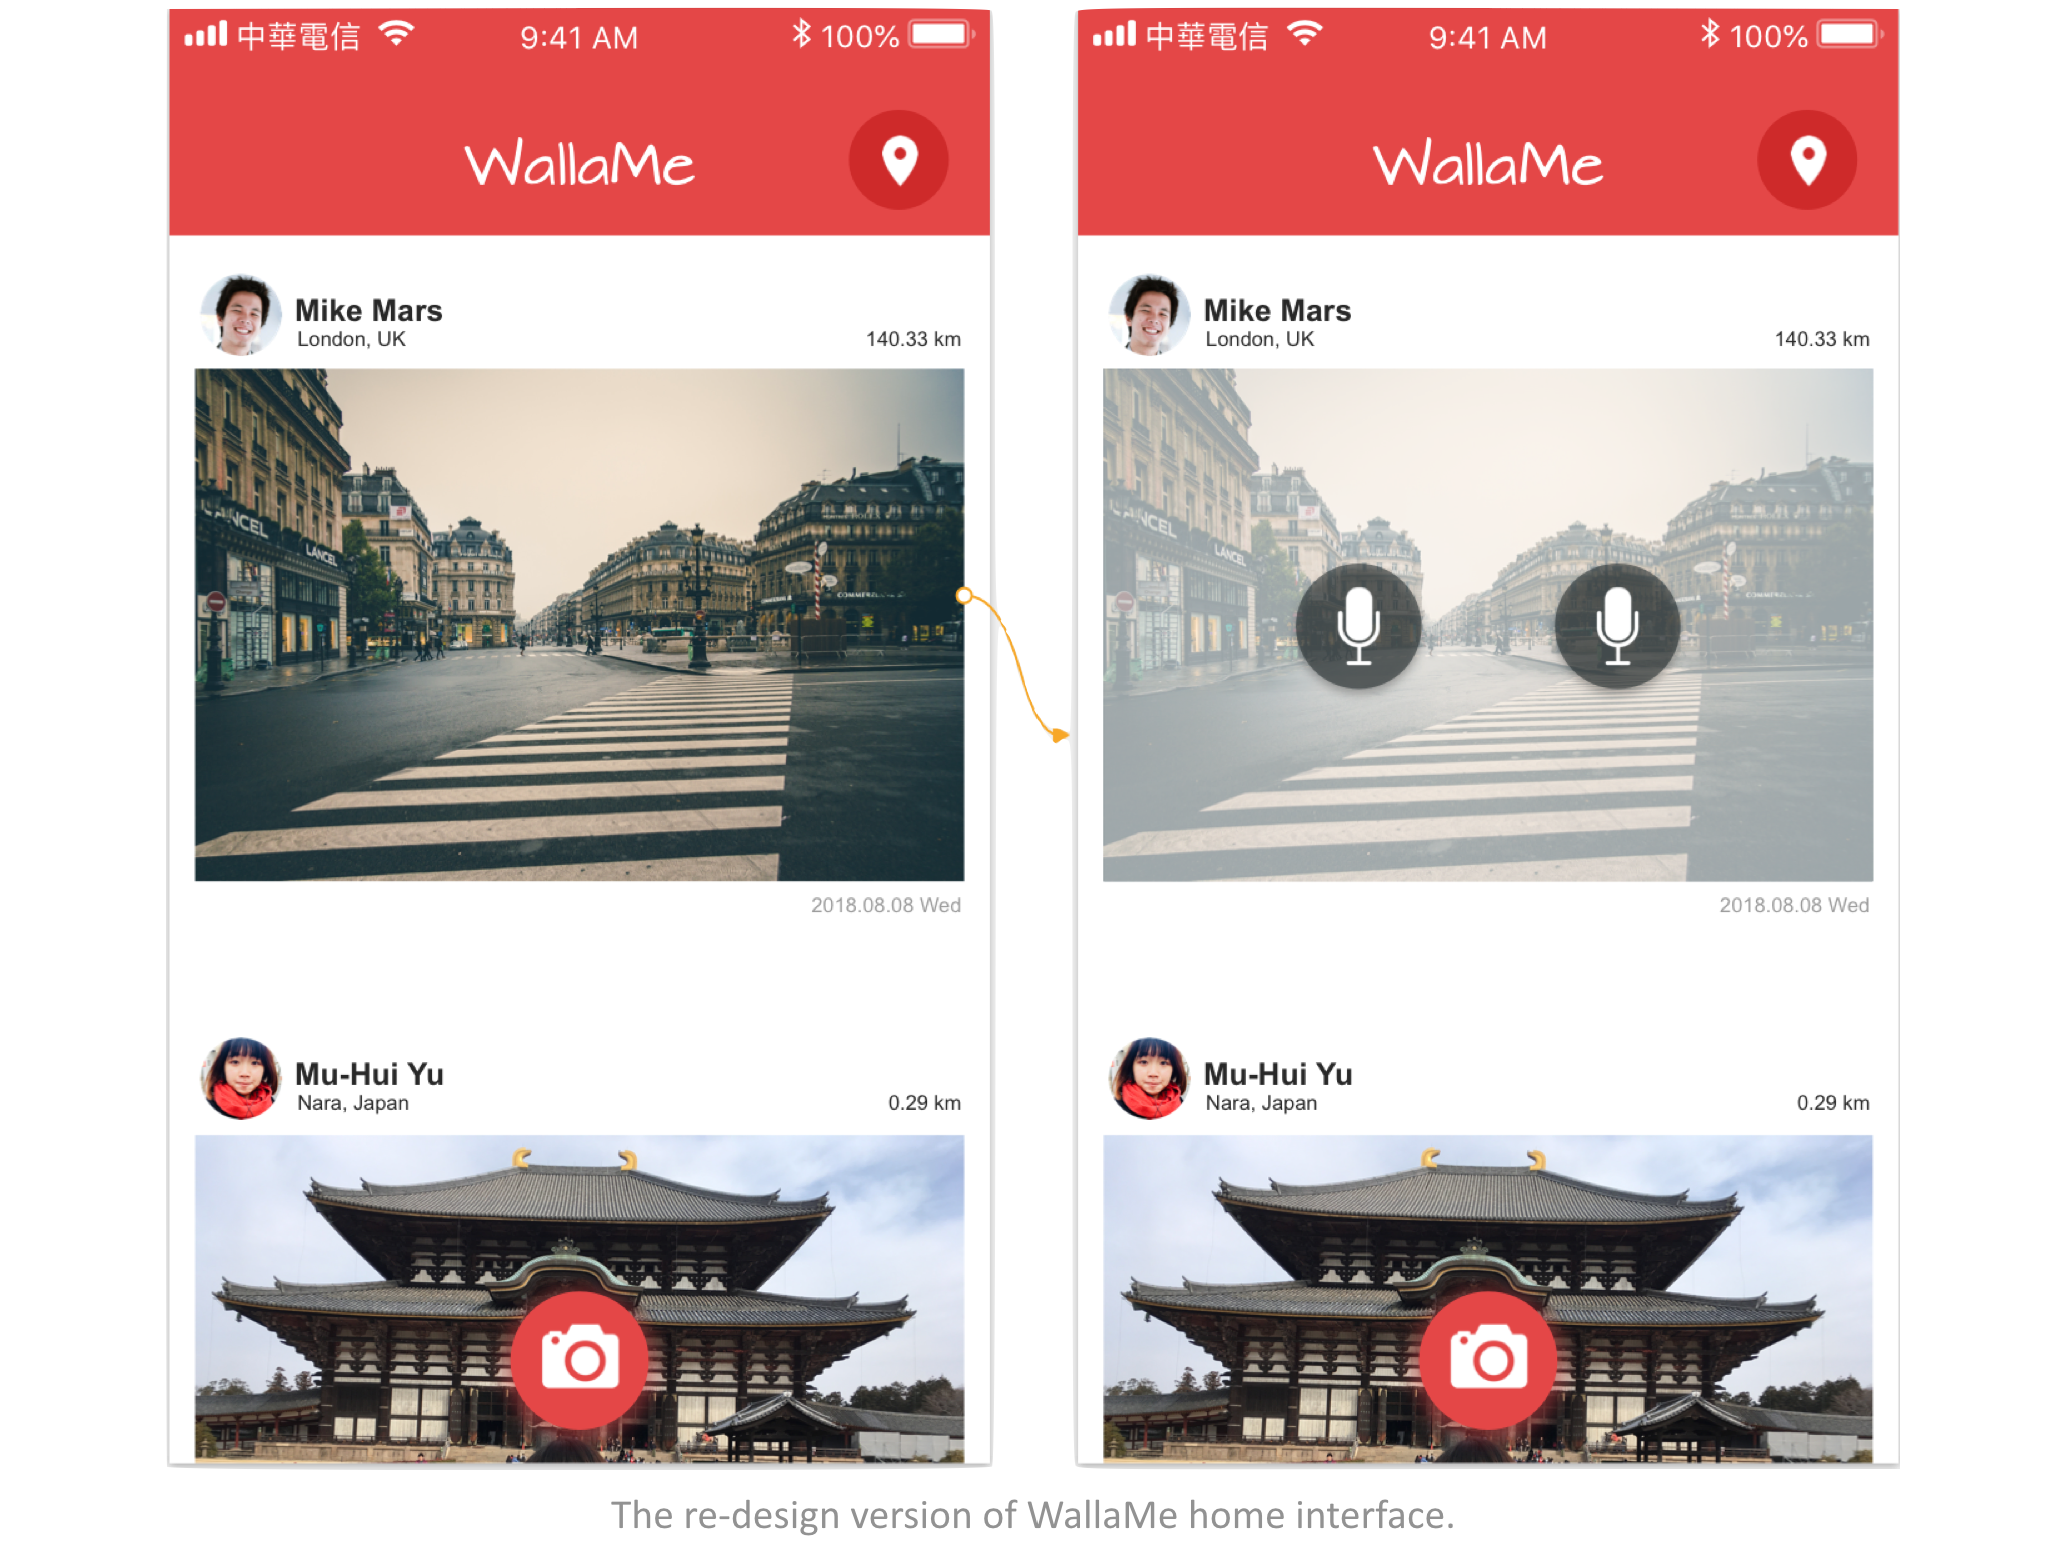 中華電信 9:41 AM 100%
WallaMe
Mike Mars
London, UK 140.33 km
LANCEL
LANCEL
2018.08.08 Wed
Mu-Hui Yu
Nara, Japan 0.29 km
中華電信 9:41 AM 100%
WallaMe
Mike Mars
London, UK 140.33 km
LANCEL
LANCEL
2018.08.08 Wed
Mu-Hui Yu
Nara, Japan 0.29 km
The re-design version of WallaMe home interface.